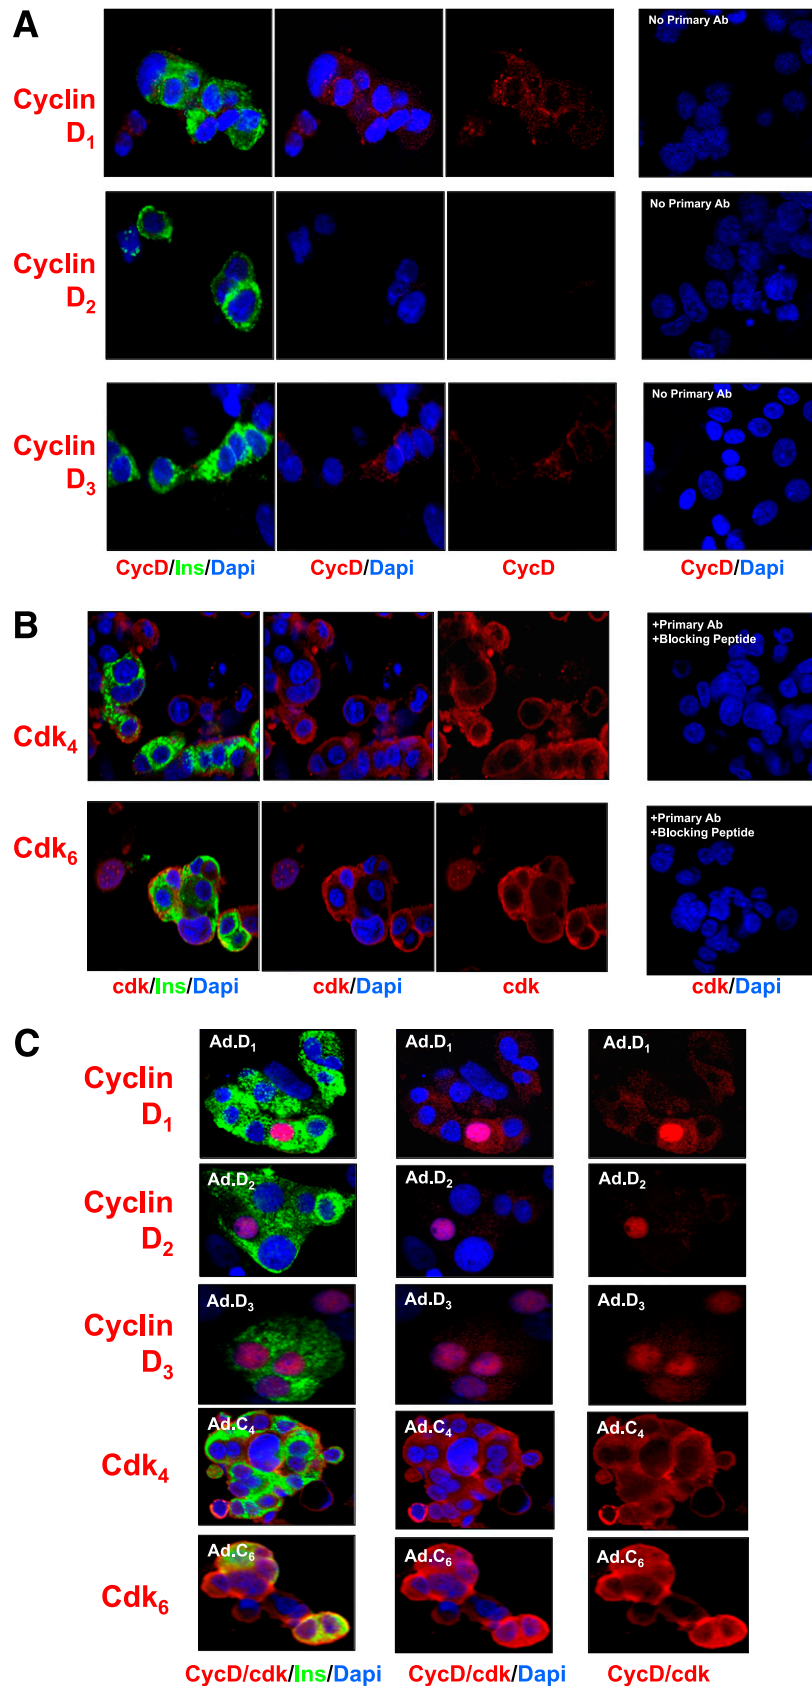 A
Cyclin
D1
No Primary Ab
Cyclin
D2
No Primary Ab
Cyclin
D3
No Primary Ab
CycD/Ins/Dapi
CycD/Dapi
CycD
CycD/Dapi
B
Cdk4
+Primary Ab
+Blocking Peptide
Cdk6
+Primary Ab
+Blocking Peptide
cdk/Ins/Dapi
cdk/Dapi
cdk
cdk/Dapi
C
Cyclin
D1
Ad.D1
Ad.D1
Ad.D1
Cyclin
D2
Ad.D2
Ad.D2
Ad.D2
Cyclin
D3
Ad.D3
Ad.D3
Ad.D3
Cdk4
Ad.C4
Ad.C4
Ad.C4
Cdk6
Ad.C6
Ad.C6
Ad.C6
CycD/cdk/Ins/Dapi
CycD/cdk/Dapi
CycD/cdk